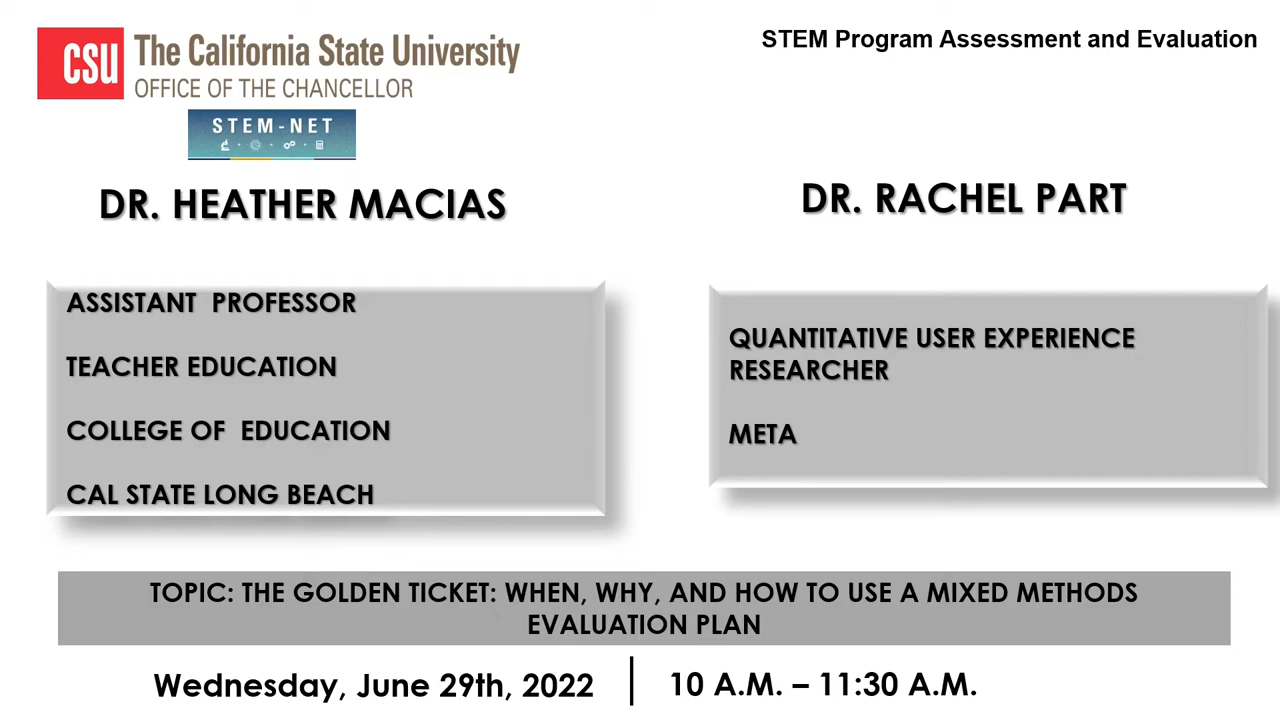 CSU The California State University
OFFICE OF THE CHANCELLOR
STEM-NET
STEM Program Assessment and Evaluation
DR. HEATHER MACIAS
ASSISTANT PROFESSOR
TEACHER EDUCATION
COLLEGE OF EDUCATION
CAL STATE LONG BEACH
DR. RACHEL PART
QUANTITATIVE USER EXPERIENCE
RESEARCHER
META
TOPIC: THE GOLDEN TICKET: WHEN, WHY, AND HOW TO USE A MIXED METHODS
EVALUATION PLAN
Wednesday, June 29th, 2022
10 A.M. – 11:30 A.M.